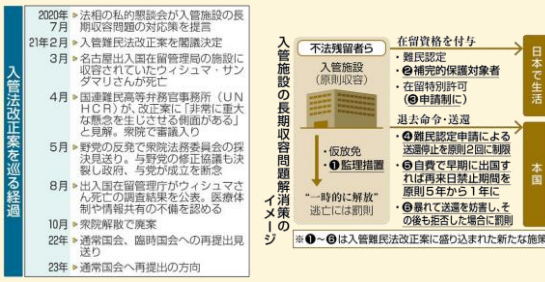 入管法改正案を巡る経過
2020年7月 ▶ 法相の私的懇談会が入管施設の長
期収容問題の対応策を提言
21年2月 ▶ 入管難民法改正案を閣議決定
3月 ▶ 名古屋出入国在留管理局の施設に
収容されていたウィシュマ・サン
ダマリさんが死亡
4月 ▶ 国連難民高等弁務官事務所(UN
HCR)が、改正案に「非常に重大
な懸念を生じさせる側面がある」
と見解。衆院で審議入り
5月 ▶ 野党の反発で衆院法務委員会の採
決見送り。与野党の修正協議も決
裂し政府、与党が成立を断念
8月 ▶ 出入国在留管理庁がウィシュマさ
ん死亡の調査結果を公表。医療体
制や情報共有の不備を認める
10月 ▶ 衆院解散で廃案
22年 ▶ 通常国会、臨時国会への再提出見
送り
23年 ▶ 通常国会へ再提出の方向
入管施設の長期収容問題解消策のイメージ
不法残留者ら
入管施設
(原則収容)
・仮放免
・❶監理措置
“一時的に解放”
逃亡には罰則
在留資格を付与
・難民認定
・❷補完的保護対象者
・在留特別許可
(❸申請制に)
日本で生活
退去命令・送還
・❹難民認定申請による
送還停止を原則2回に制限
・❺自費で早期に出国す
れば再来日禁止期間を
原則5年から1年に
・❻暴れて送還を妨害し、そ
の後も拒否した場合に罰則
本国
※❶~❻は入管難民法改正案に盛り込まれた新たな施策